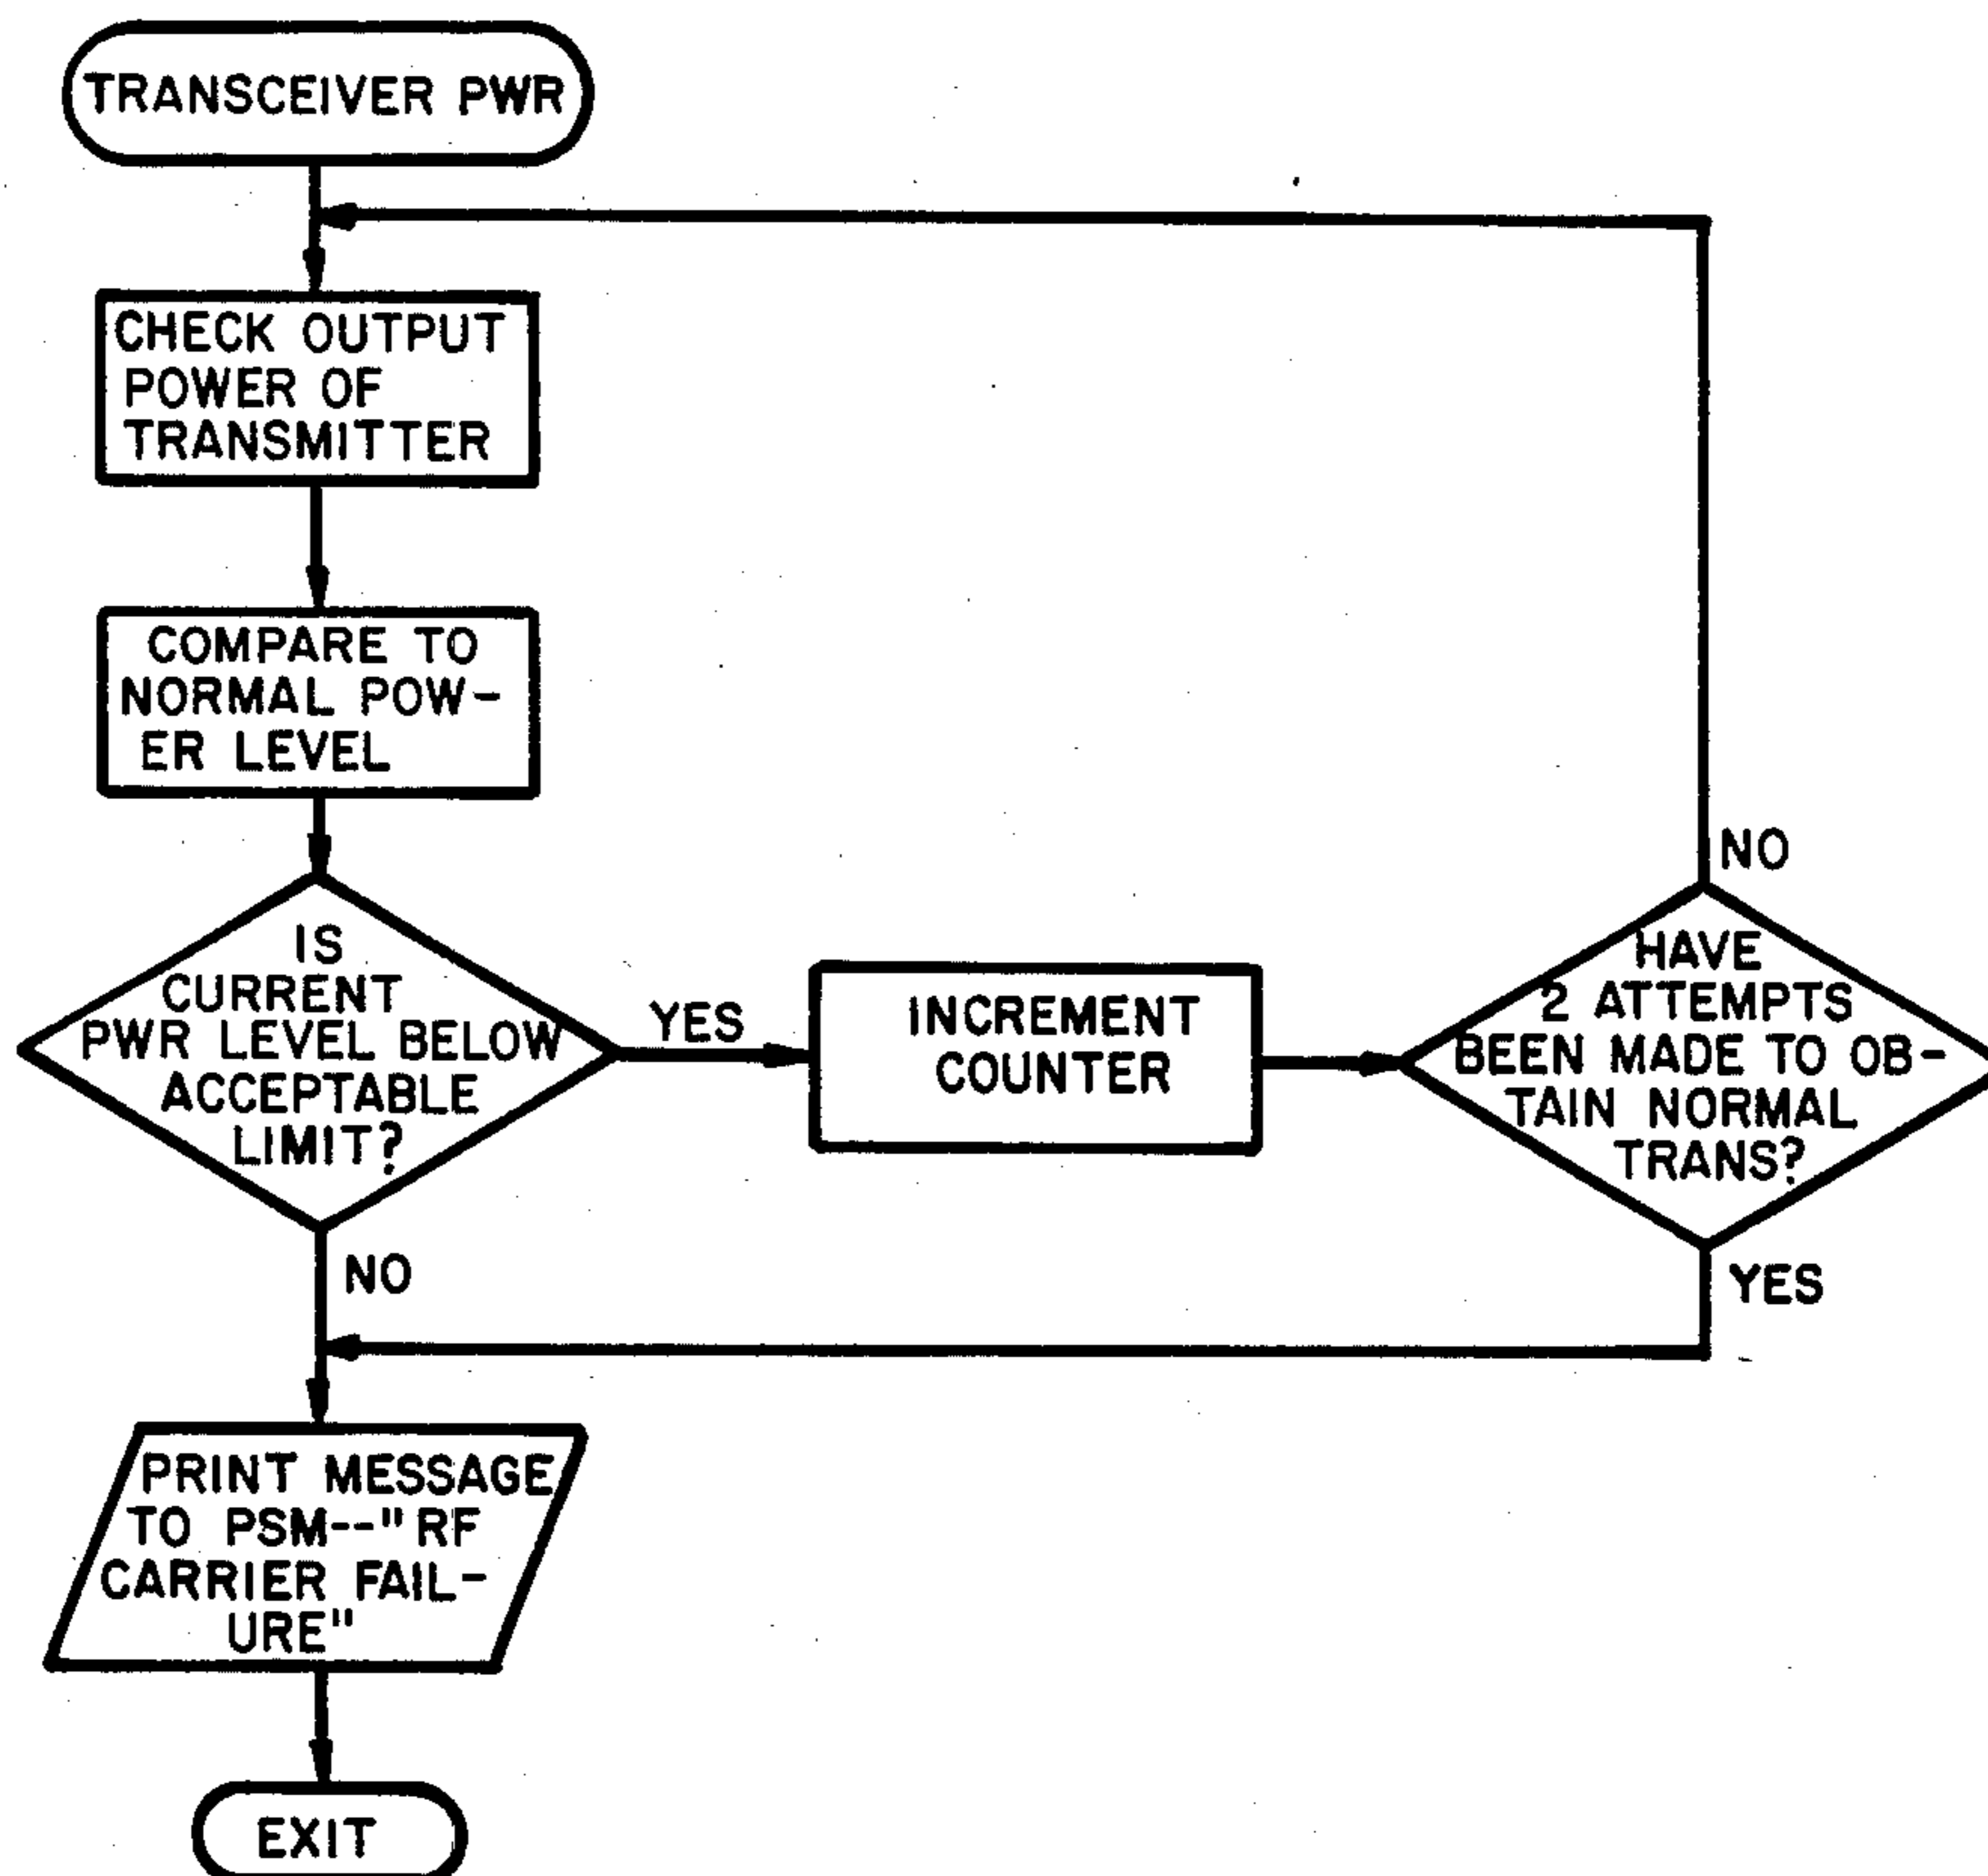 TRANSCEIVER PWR
CHECK OUTPUT
POWER OF
TRANSMITTER
COMPARE TO
NORMAL POW-
ER LEVEL
IS
CURRENT
PWR LEVEL BELOW
ACCEPTABLE
LIMIT?
YES
INCREMENT
COUNTER
HAVE
2 ATTEMPTS
BEEN MADE TO OB-
TAIN NORMAL
TRANS?
NO
YES
NO
PRINT MESSAGE
TO PSM--"RF
CARRIER FAIL-
URE"
EXIT